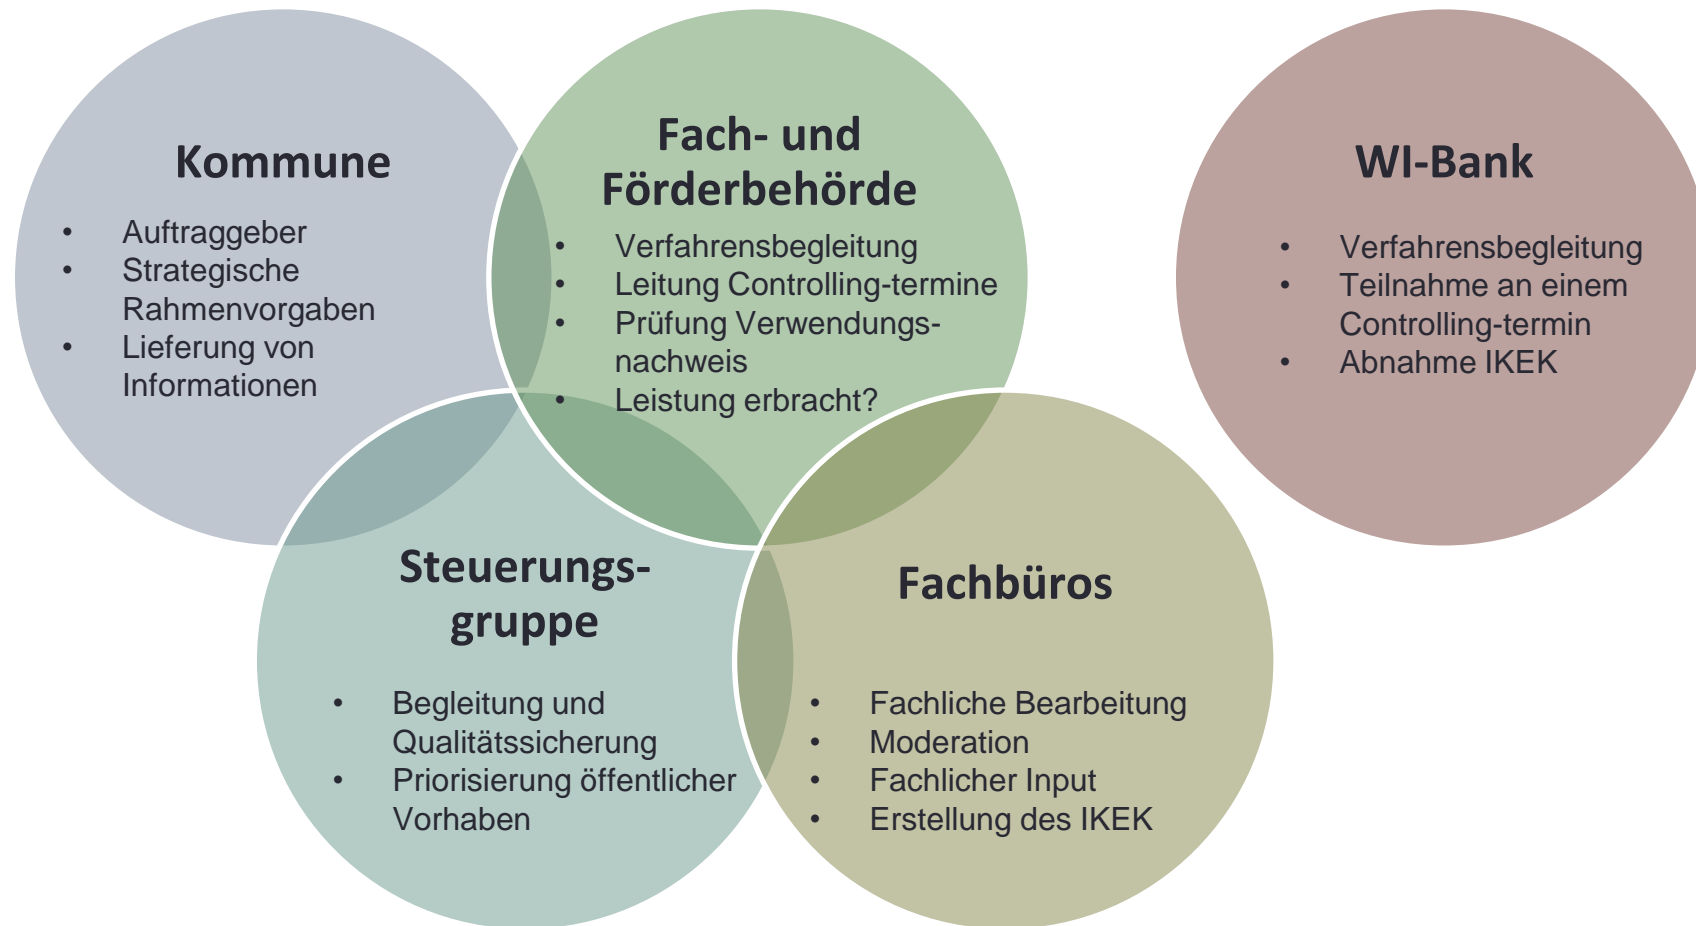 Kommune
• Auftraggeber
• Strategische
Rahmenvorgaben
• Lieferung von
Informationen
Fach- und
Förderbehörde
• Verfahrensbegleitung
• Leitung Controlling-termine
• Prüfung Verwendungs-
nachweis
• Leistung erbracht?
WI-Bank
• Verfahrensbegleitung
• Teilnahme an einem
Controlling-termin
• Abnahme IKEK
Steuerungs-
gruppe
• Begleitung und
Qualitätssicherung
• Priorisierung öffentlicher
Vorhaben
Fachbüros
• Fachliche Bearbeitung
• Moderation
• Fachlicher Input
• Erstellung des IKEK